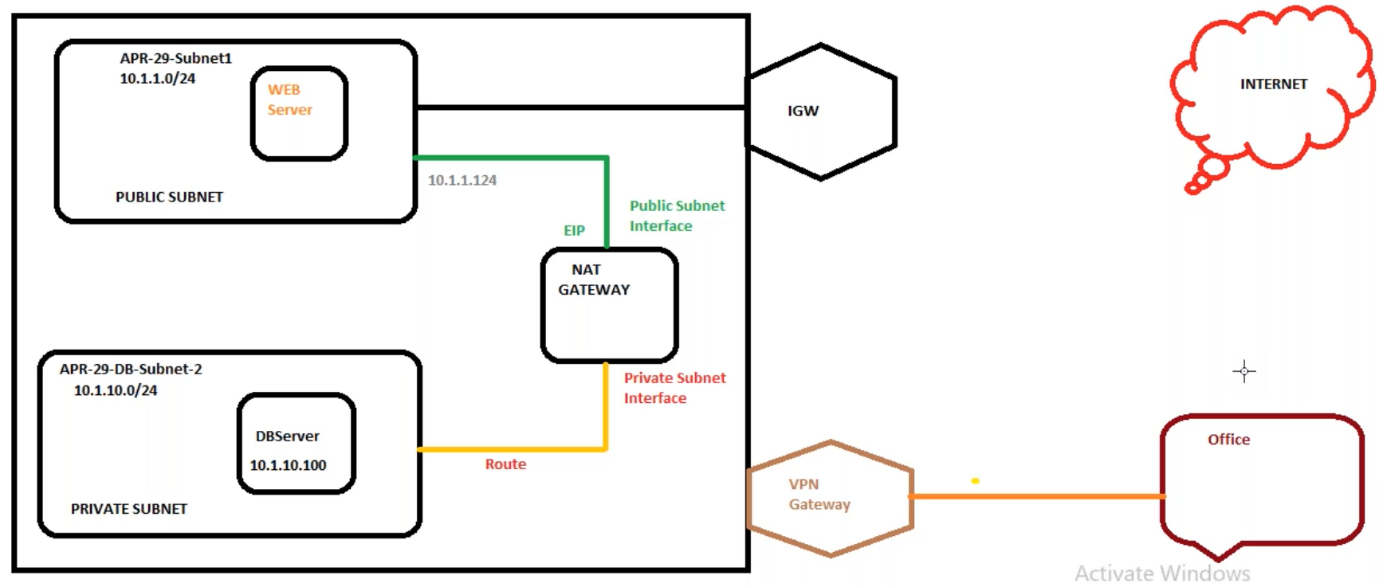 APR-29-Subnet1
10.1.1.0/24
WEB
Server
PUBLIC SUBNET
IGW
INTERNET
10.1.1.124
EIP
Public Subnet
Interface
NAT
GATEWAY
Private Subnet
Interface
Route
APR-29-DB-Subnet-2
10.1.10.0/24
DBServer
10.1.10.100
PRIVATE SUBNET
VPN
Gateway
Office
Activate Windows